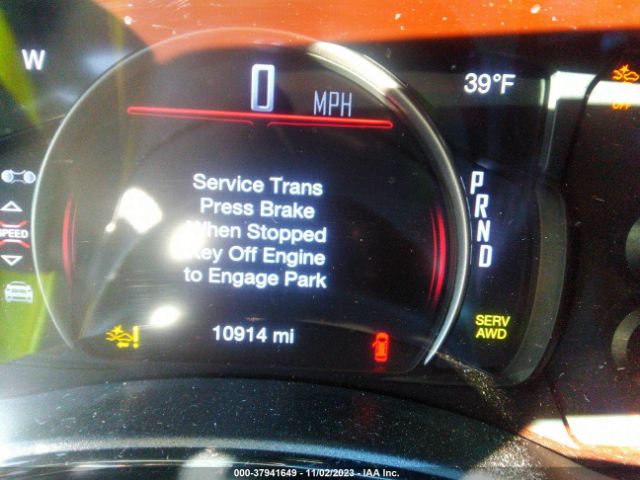 W
0 MPH
39°F
OFF
Service Trans
Press Brake
When Stopped
Key Off Engine
to Engage Park
SPEED
P
R
N
D
10914 mi
SERV
AWD
000-37941649 - 11/02/2023 - IAA Inc.